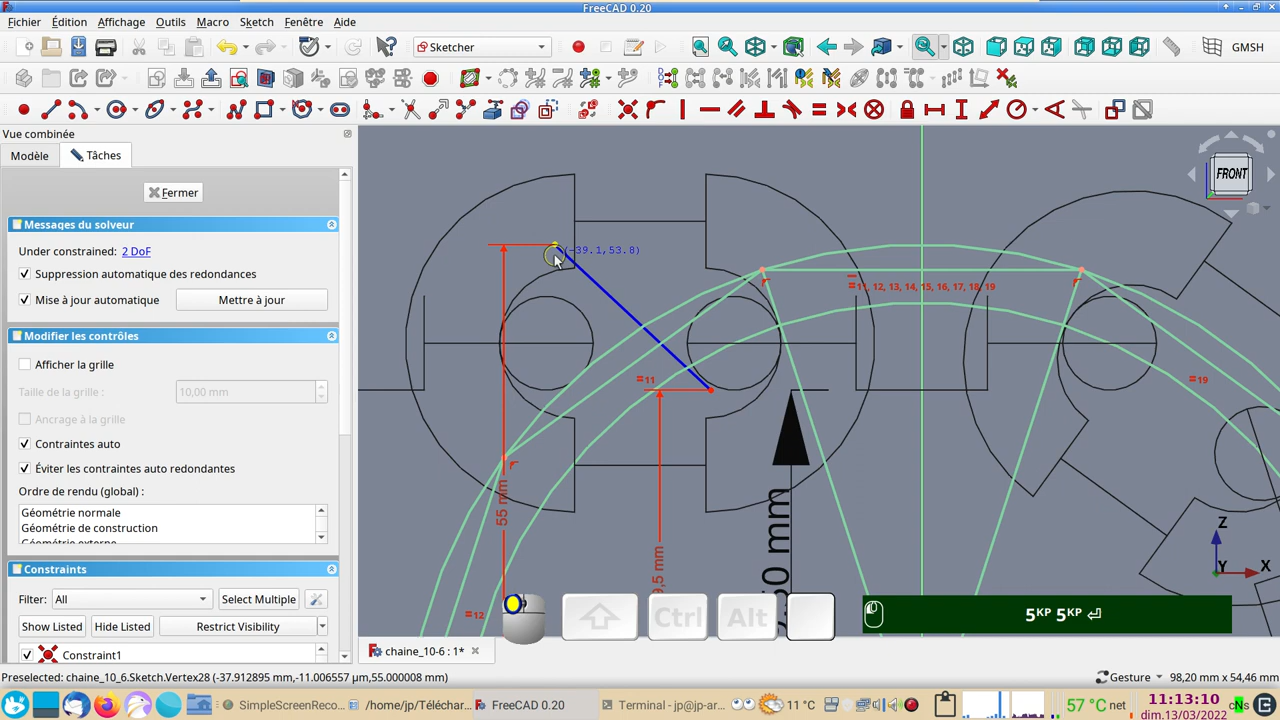 FreeCAD 0.20
Fichier Édition Affichage Outils Macro Sketch Fenêtre Aide
Sketcher
GMSH
Vue combinée
Modèle Tâches
Fermer
Messages du solveur
Under constrained: 2 DoF
Suppression automatique des redondances
Mise à jour automatique Mettre à jour
Modifier les contrôles
Afficher la grille
Taille de la grille : 10,00 mm
Ancrage à la grille
Contraintes auto
Éviter les contraintes auto redondantes
Ordre de rendu (global) :
Géométrie normale
Géométrie de construction
Géométrie externe
Constraints
Filter: All Select Multiple
Show Listed Hide Listed Restrict Visibility
Constraint1
(-39.1,53.8)
=11, 12, 13, 14, 15, 16, 17, 18, 19
=11
=19
55 mm
=12
FRONT
Z
Y X
Ctrl Alt
5ᴷᴾ 5ᴷᴾ ⏎
chaine_10-6 : 1*
Preselected: chaine_10_6.Sketch.Vertex28 (-37.912895 mm,-11.006557 µm,55.000008 mm)
Gesture 98,20 mm x 54,46 mm
SimpleScreenReco... /home/jp/Téléchar... FreeCAD 0.20 Terminal - jp@jp-ar...
11 °C
57 °C
11:13:10
dim.13/03/2022